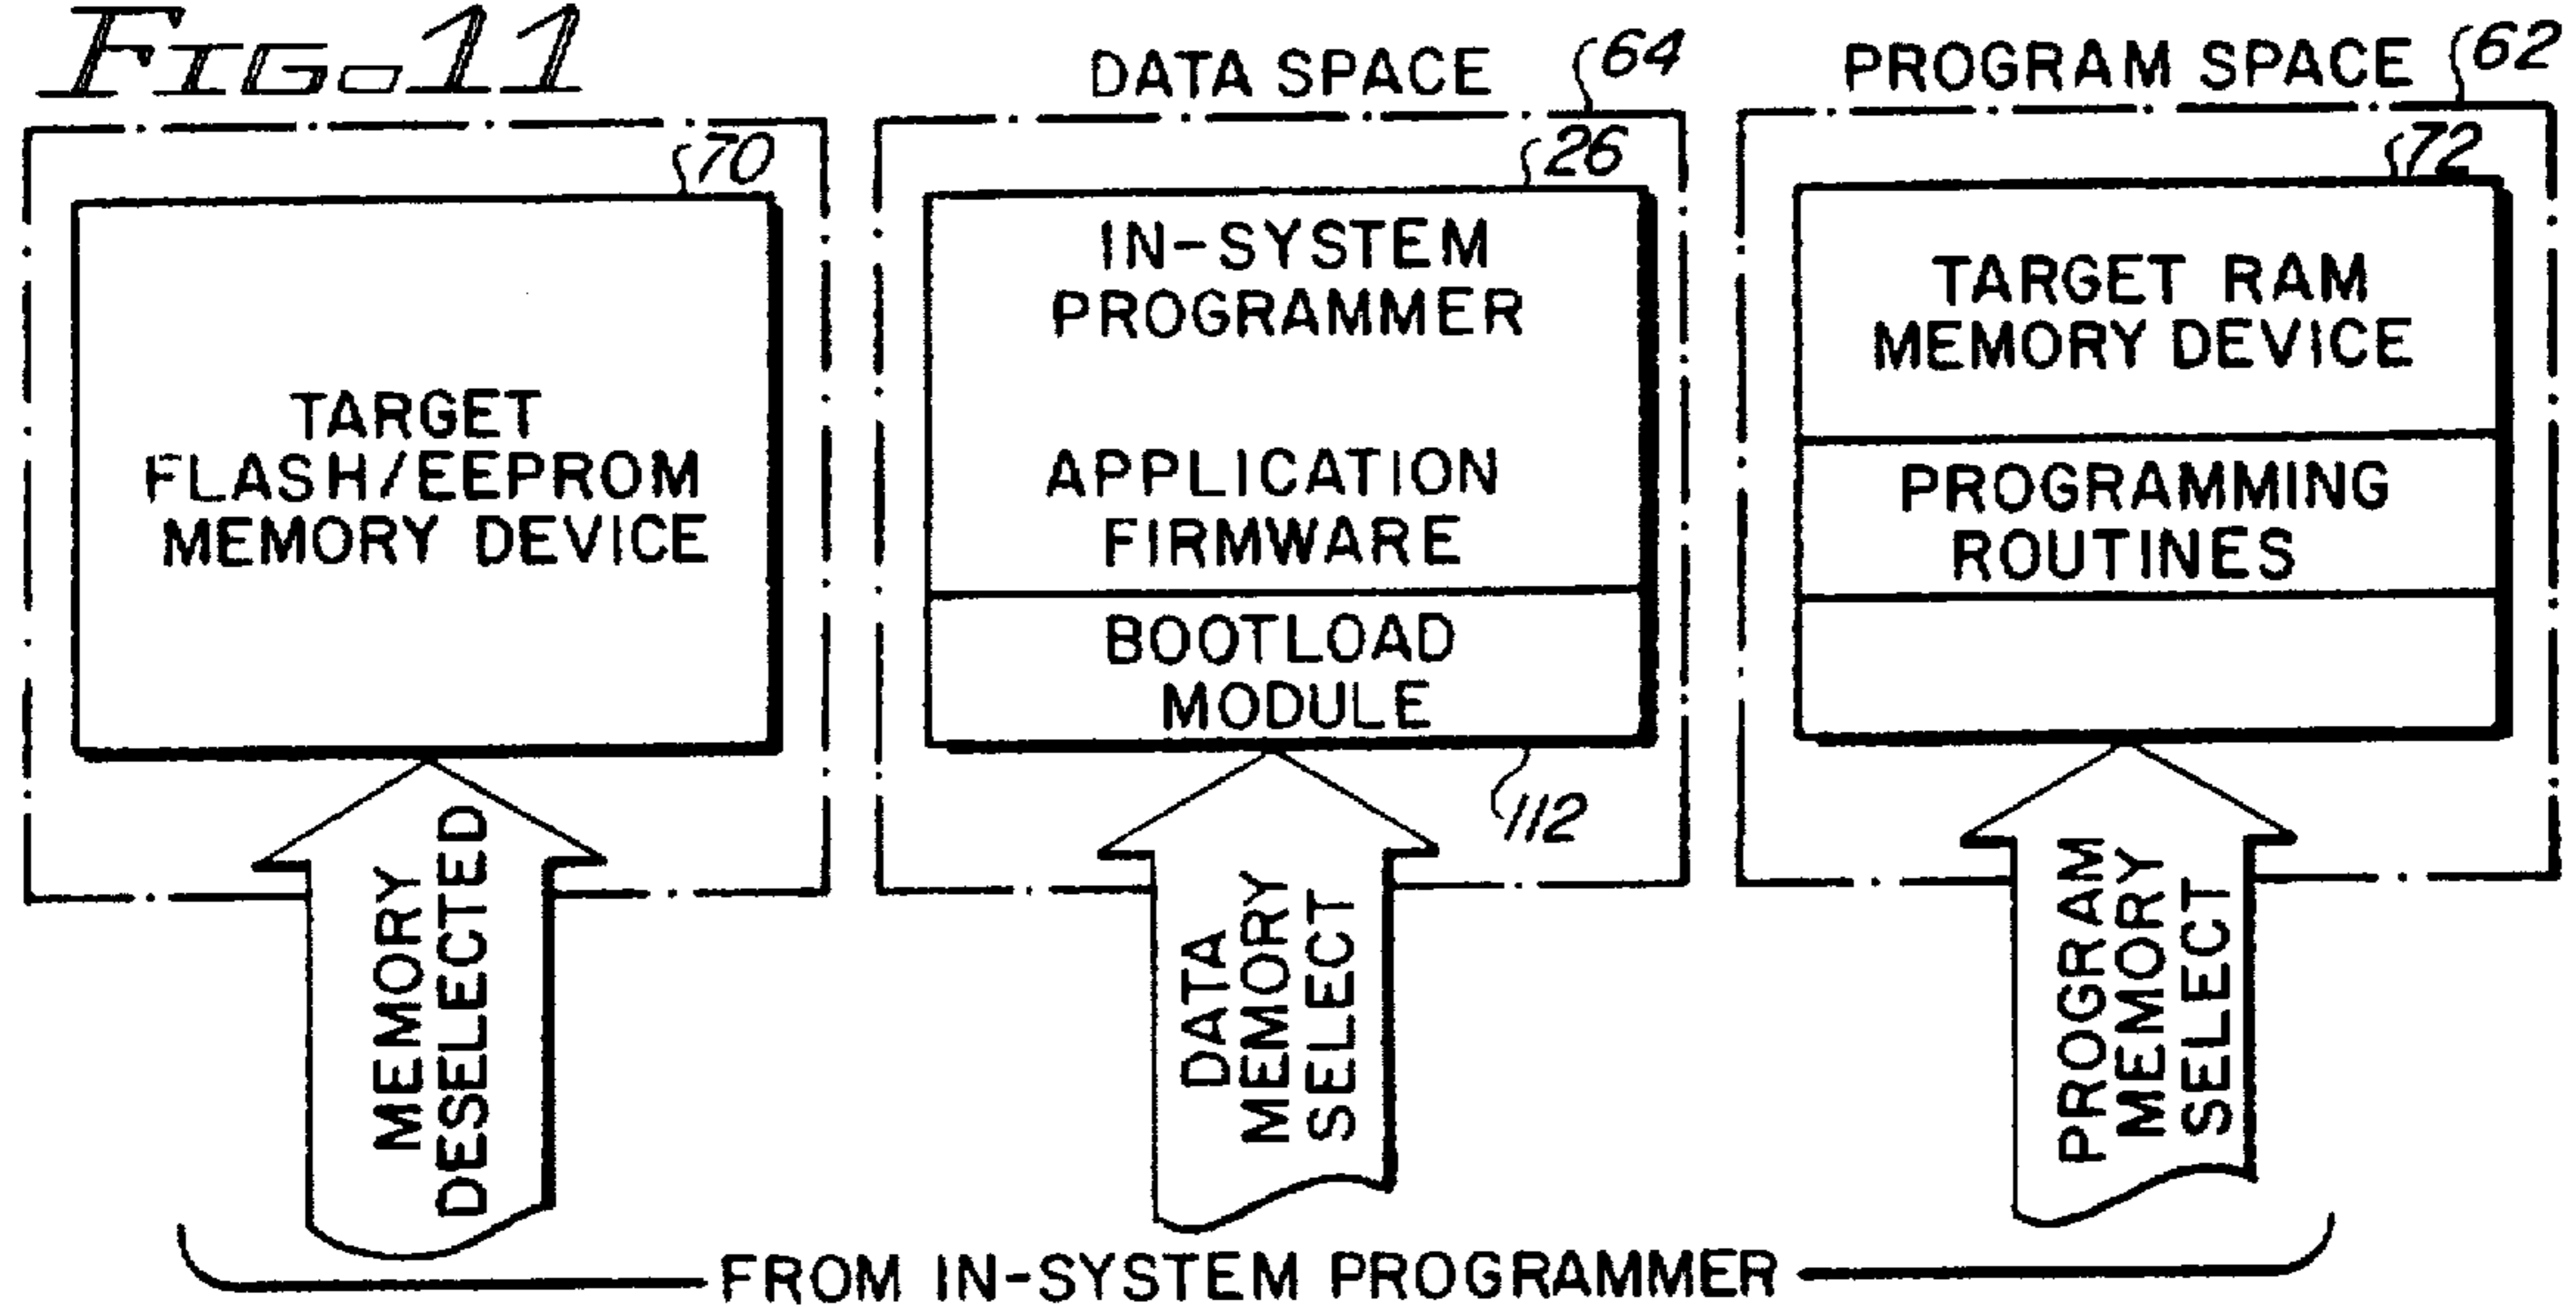 FIG. 11
DATA SPACE 64
PROGRAM SPACE 62
70
TARGET
FLASH/EEPROM
MEMORY DEVICE
26
IN-SYSTEM
PROGRAMMER
APPLICATION
FIRMWARE
BOOTLOAD
MODULE
112
72
TARGET RAM
MEMORY DEVICE
PROGRAMMING
ROUTINES
MEMORY
DESELECTED
DATA
MEMORY
SELECT
PROGRAM
MEMORY
SELECT
FROM IN-SYSTEM PROGRAMMER